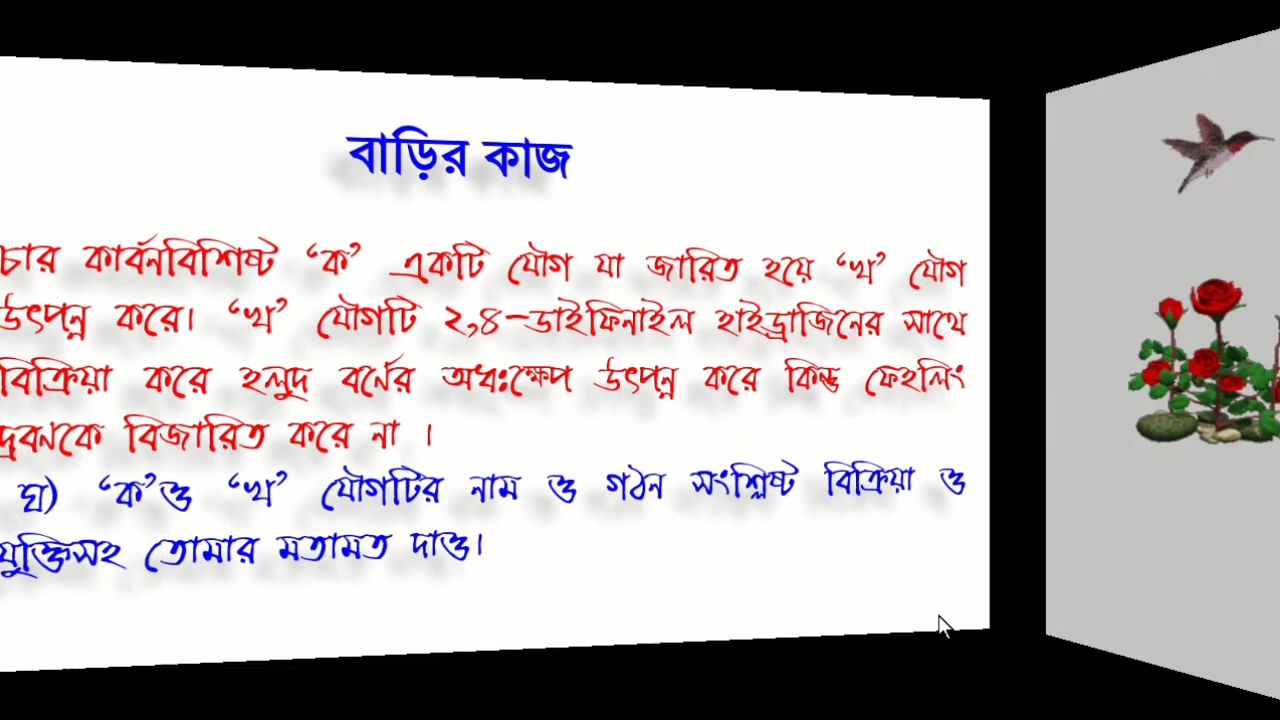 বাড়ির কাজ
চার কার্বনবিশিষ্ট ‘ক’ একটি যৌগ যা জারিত হয়ে ‘খ’ যৌগ
উৎপন্ন করে। ‘খ’ যৌগটি ২,৪-ডাইফিনাইল হাইড্রাজিনের সাথে
বিক্রিয়া করে হলুদ বর্ণের অধঃক্ষেপ উৎপন্ন করে কিন্তু ফেহলিং
দ্রবণকে বিজারিত করে না ।
ঘ) ‘ক’ও ‘খ’ যৌগটির নাম ও গঠন সংশ্লিষ্ট বিক্রিয়া ও
যুক্তিসহ তোমার মতামত দাও।